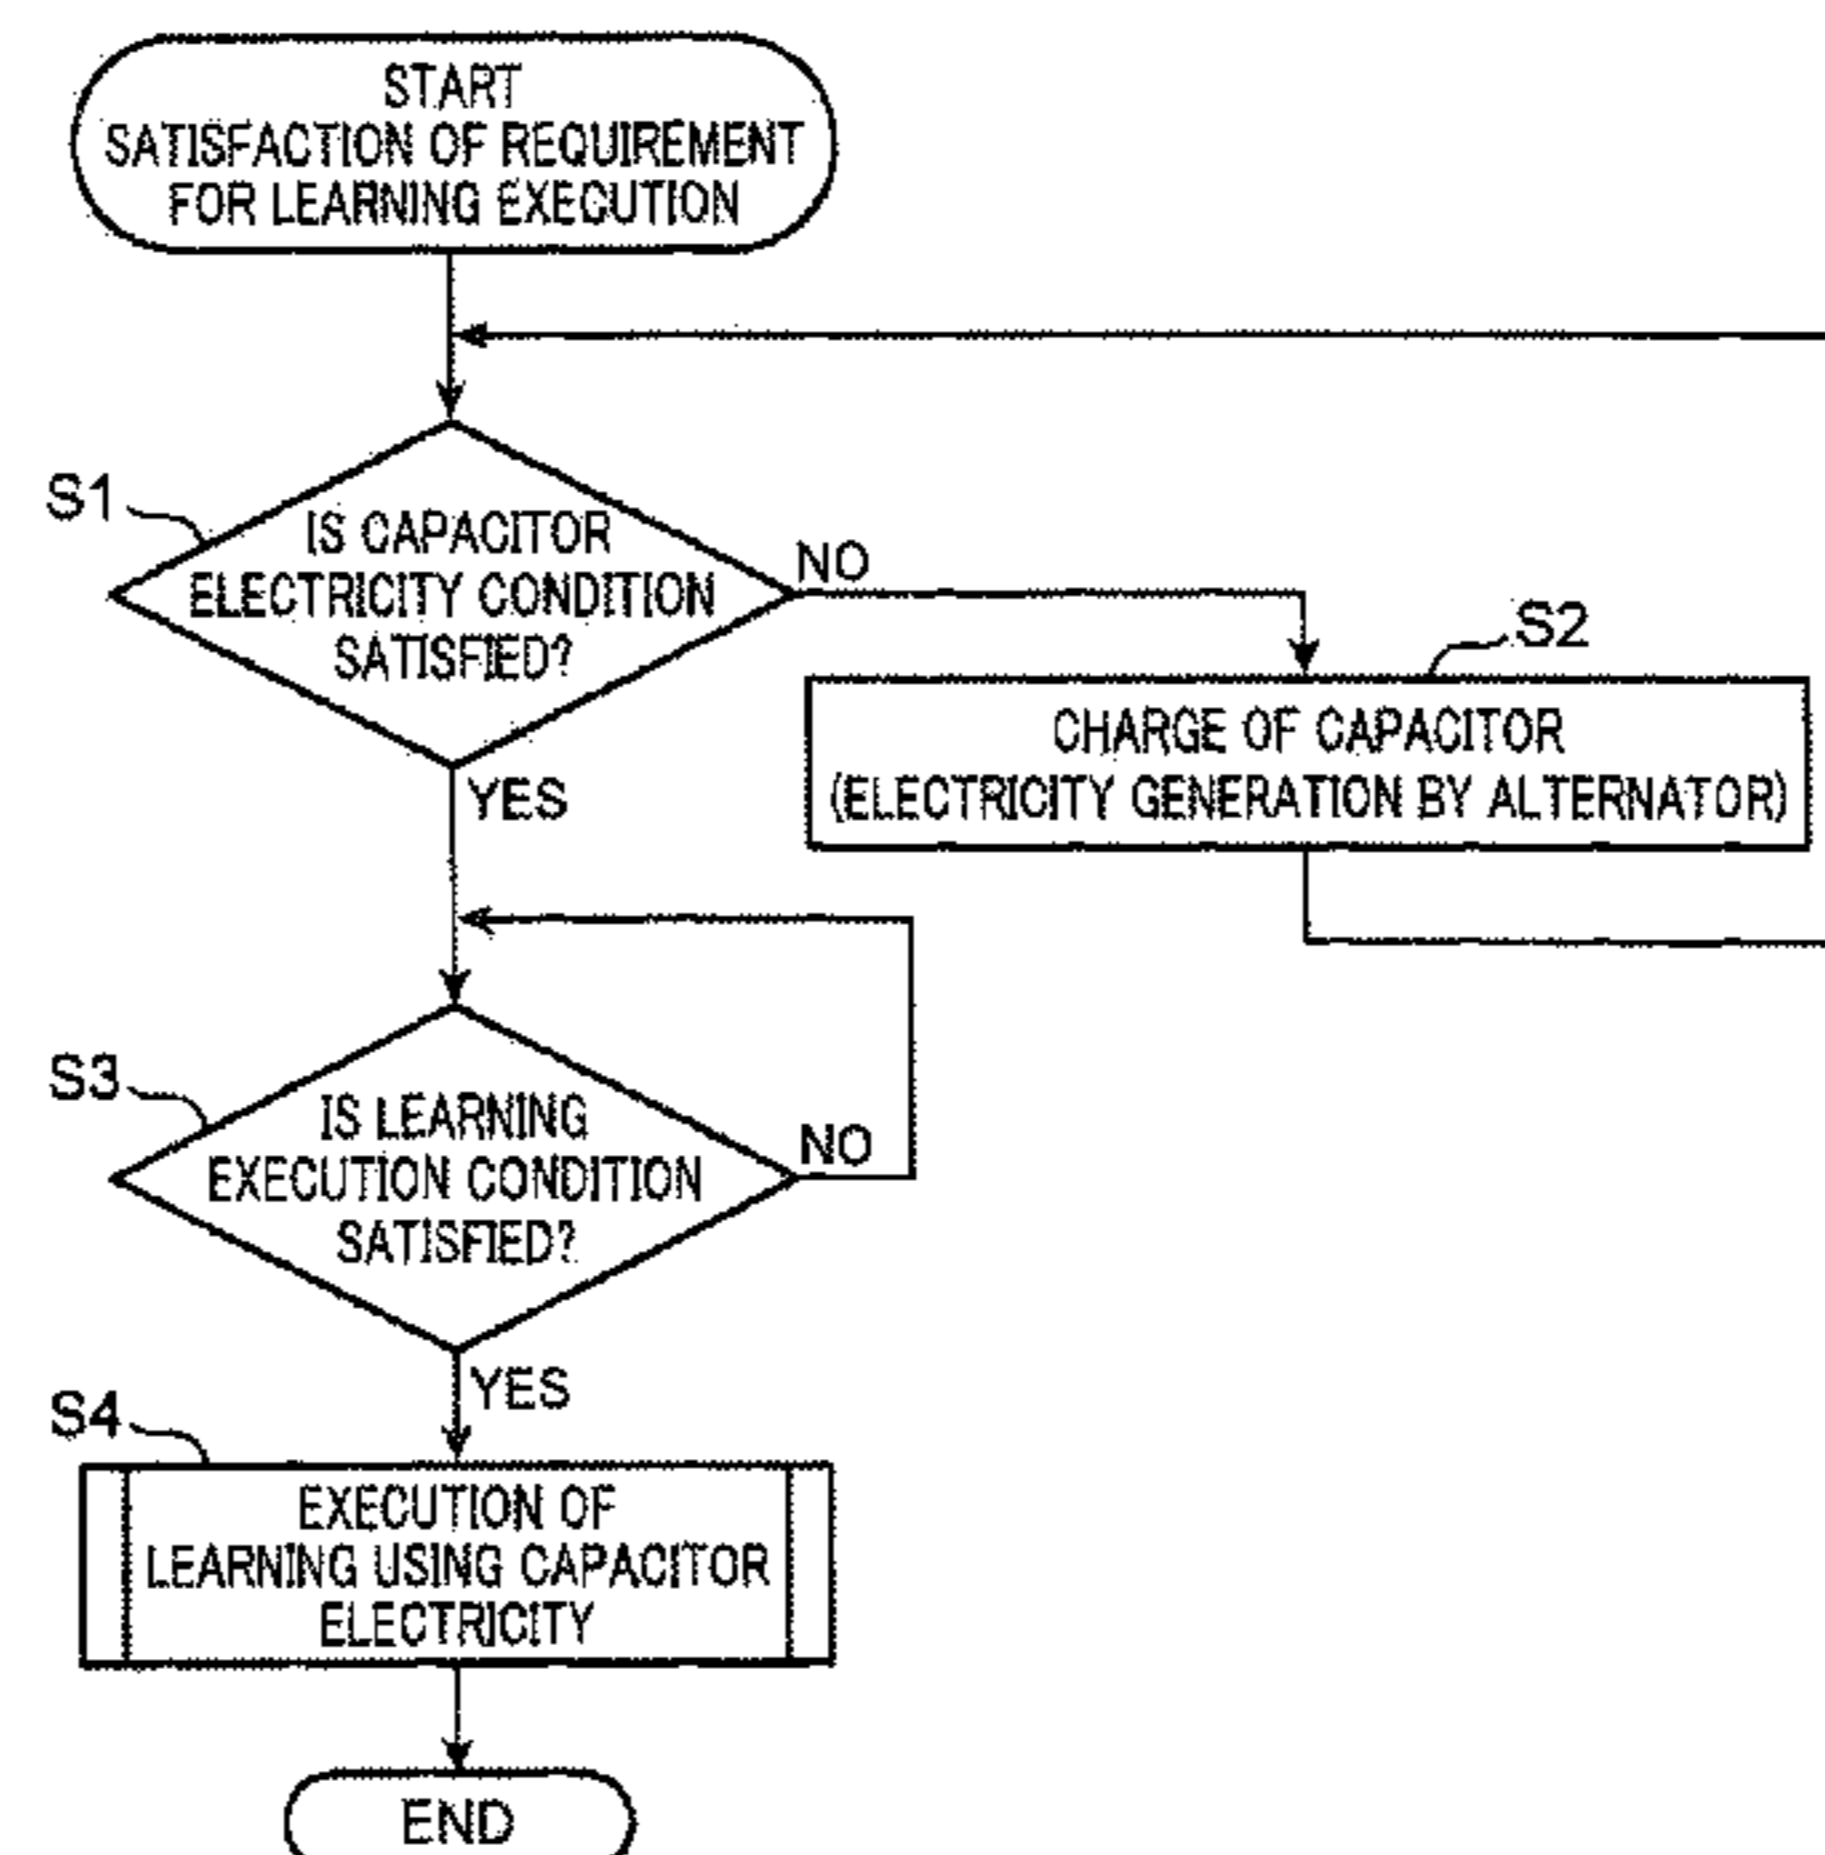 START
SATISFACTION OF REQUIREMENT
FOR LEARNING EXECUTION
S1
IS CAPACITOR
ELECTRICITY CONDITION
SATISFIED?
NO
YES
S2
CHARGE OF CAPACITOR
(ELECTRICITY GENERATION BY ALTERNATOR)
S3
IS LEARNING
EXECUTION CONDITION
SATISFIED?
NO
YES
S4
EXECUTION OF
LEARNING USING CAPACITOR
ELECTRICITY
END